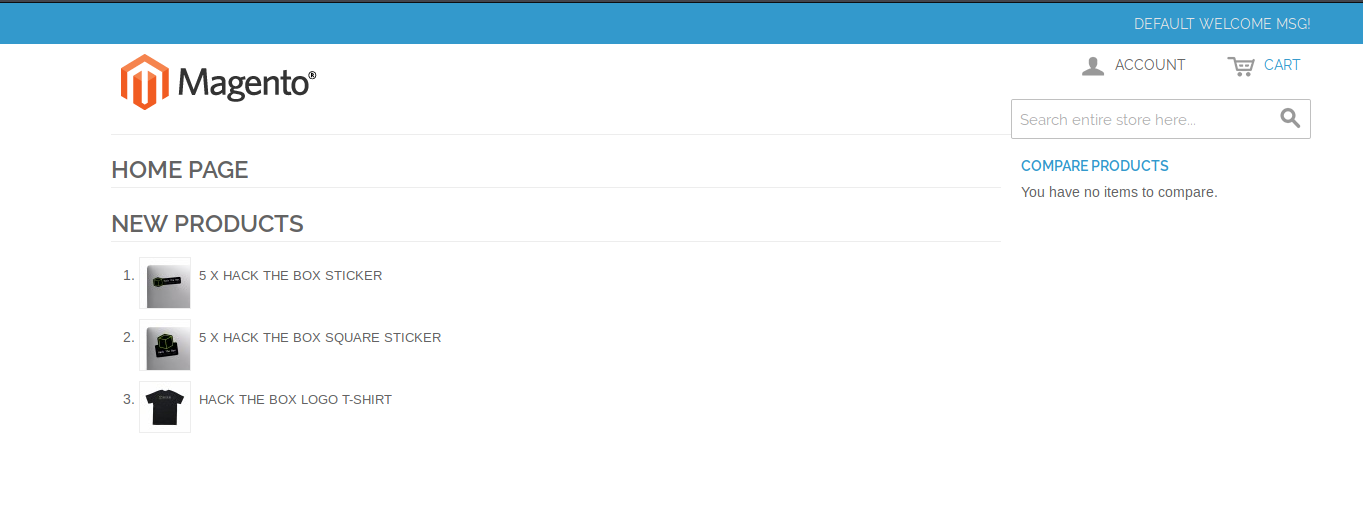 DEFAULT WELCOME MSG!
Magento®
ACCOUNT
CART
Search entire store here...
HOME PAGE
COMPARE PRODUCTS
You have no items to compare.
NEW PRODUCTS
1. 5 X HACK THE BOX STICKER
2. 5 X HACK THE BOX SQUARE STICKER
3. HACK THE BOX LOGO T-SHIRT